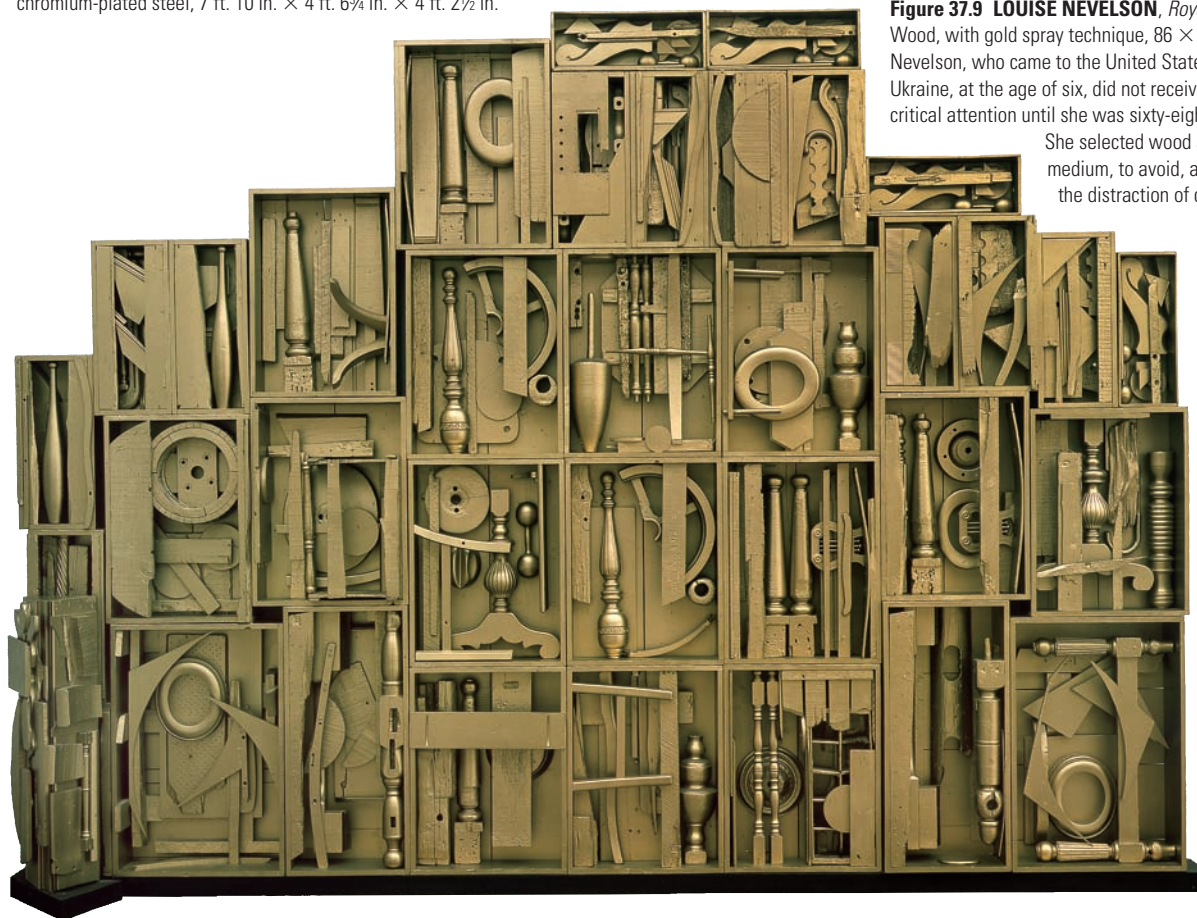 chromium-plated steel, 7 ft. 10 in. × 4 ft. 6¾ in. × 4 ft. 2½ in.
Figure 37.9 LOUISE NEVELSON, Roy
Wood, with gold spray technique, 86 ×
Nevelson, who came to the United State
Ukraine, at the age of six, did not receiv
critical attention until she was sixty-eigh
She selected wood
medium, to avoid, a
the distraction of